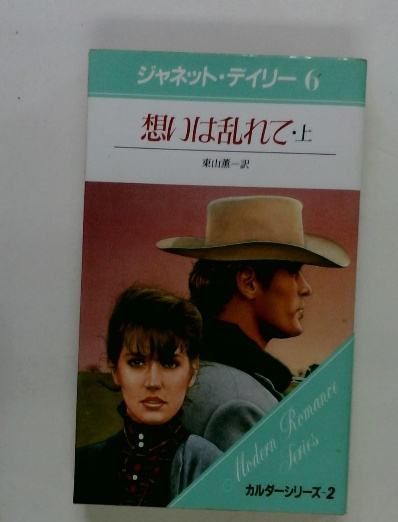 ジャネット・デイリー 6
想いは乱れて・上
東山薫一訳
Modern Romance
Series
カルダーシリーズ-2